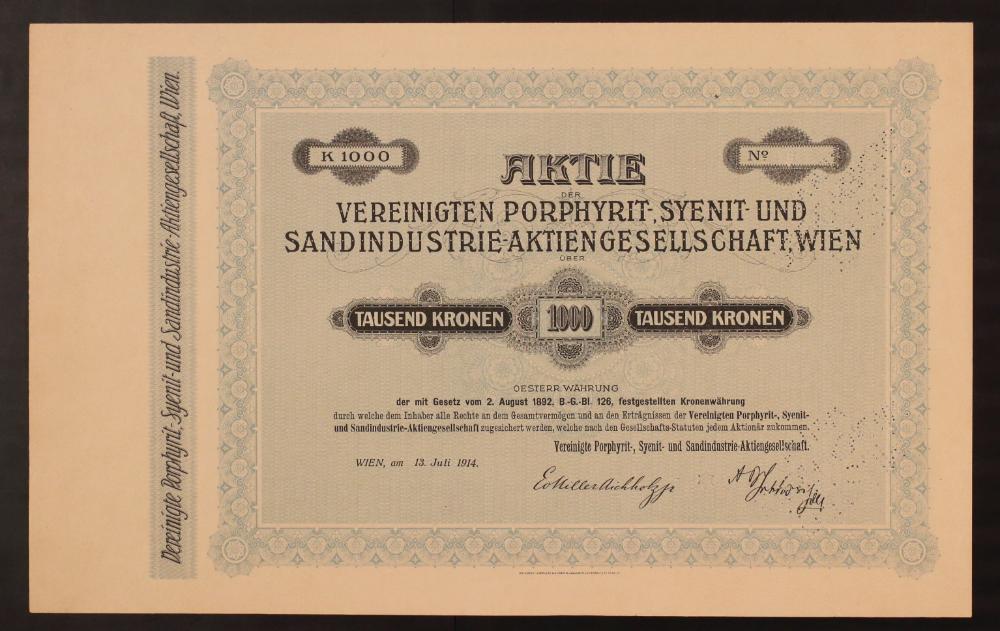 Vereinigte Porphyrit-, Syenit- und Sandindustrie-Aktiengesellschaft, Wien.
K 1000
Nº
AKTIE
DER
VEREINIGTEN PORPHYRIT-, SYENIT- UND
SANDINDUSTRIE-AKTIENGESELLSCHAFT, WIEN
ÜBER
TAUSEND KRONEN 1000 TAUSEND KRONEN
OESTERR. WÄHRUNG
der mit Gesetz vom 2. August 1892, B.-G.-Bl. 126, festgestellten Kronenwährung
durch welche dem Inhaber alle Rechte an dem Gesamtvermögen und an den Erträgnissen der Vereinigten Porphyrit-, Syenit-
und Sandindustrie-Aktiengesellschaft zugesichert werden, welche nach den Gesellschafts-Statuten jedem Aktionär zukommen.
Vereinigte Porphyrit-, Syenit- und Sandindustrie-Aktiengesellschaft.
WIEN, am 13. Juli 1914.